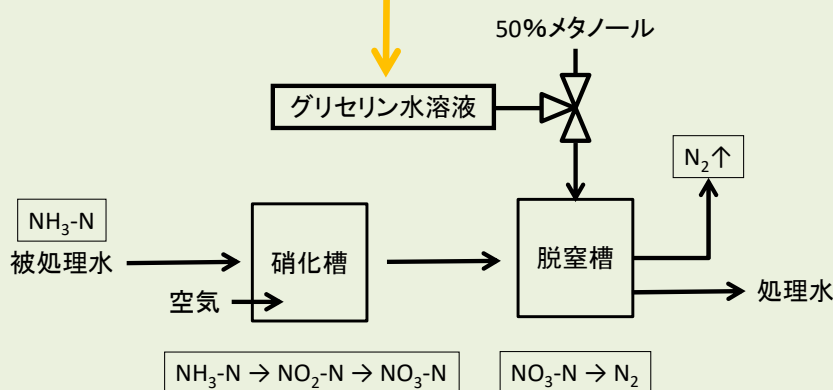 50%メタノール
グリセリン水溶液
N₂↑
NH₃-N
被処理水
硝化槽
脱窒槽
空気
処理水
NH₃-N → NO₂-N → NO₃-N
NO₃-N → N₂